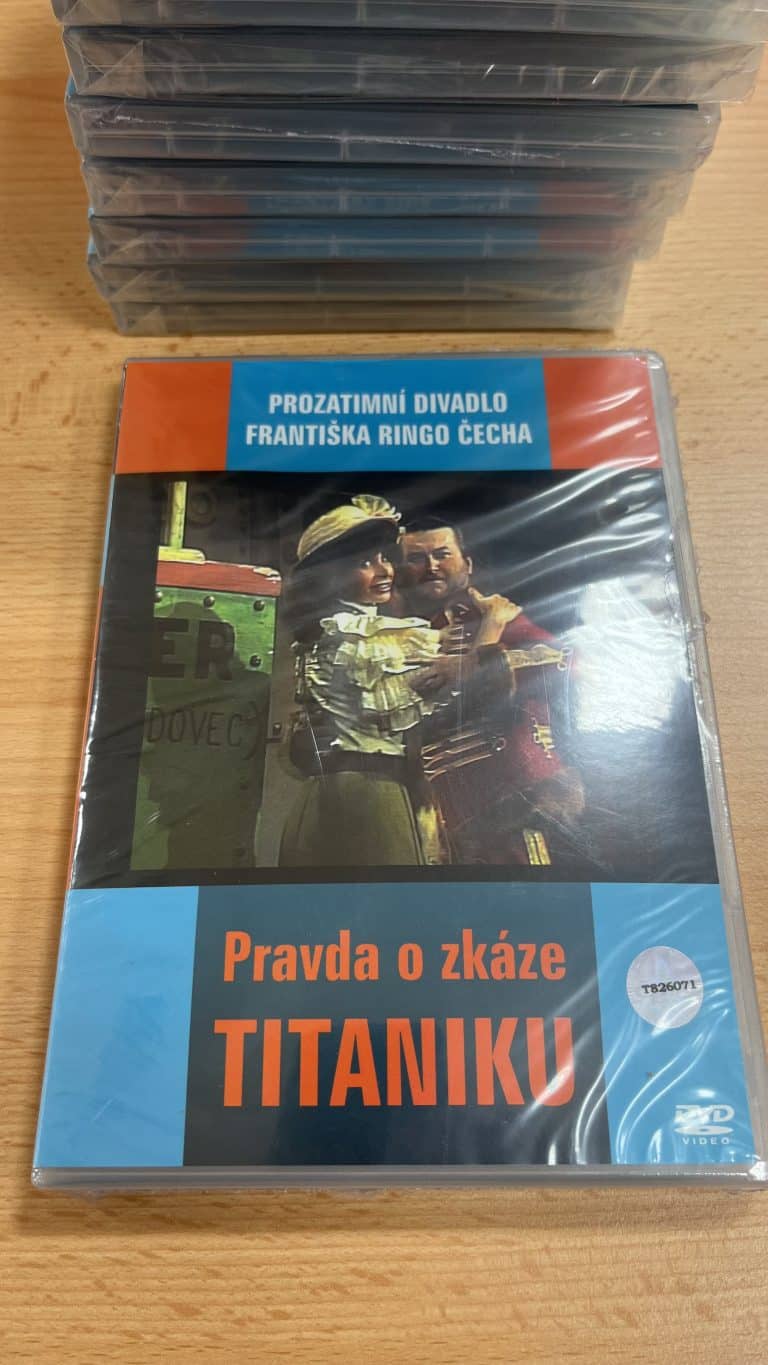 PROZATIMNÍ DIVADLO
FRANTIŠKA RINGO ČECHA
ER
DOVEC)
Pravda o zkáze
TITANIKU
T826071
DVD
VIDEO